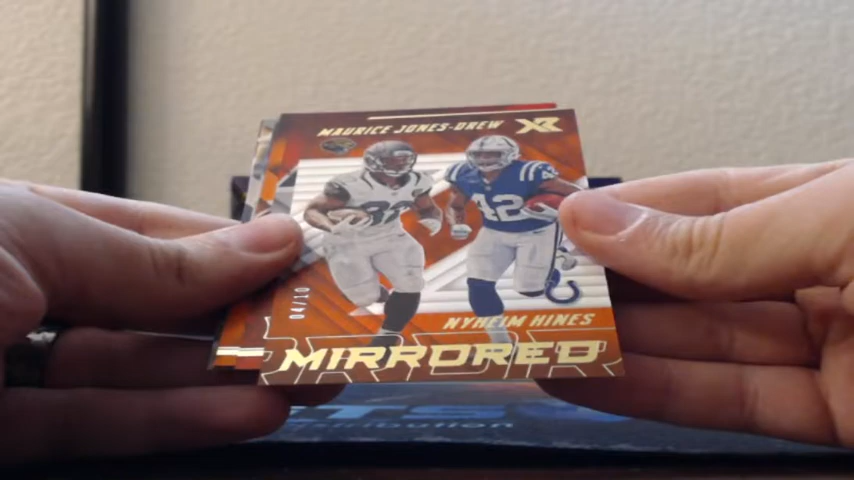 MAURICE JONES-DREW XR
32
42
04/10
NYHEIM HINES
MIRRORED